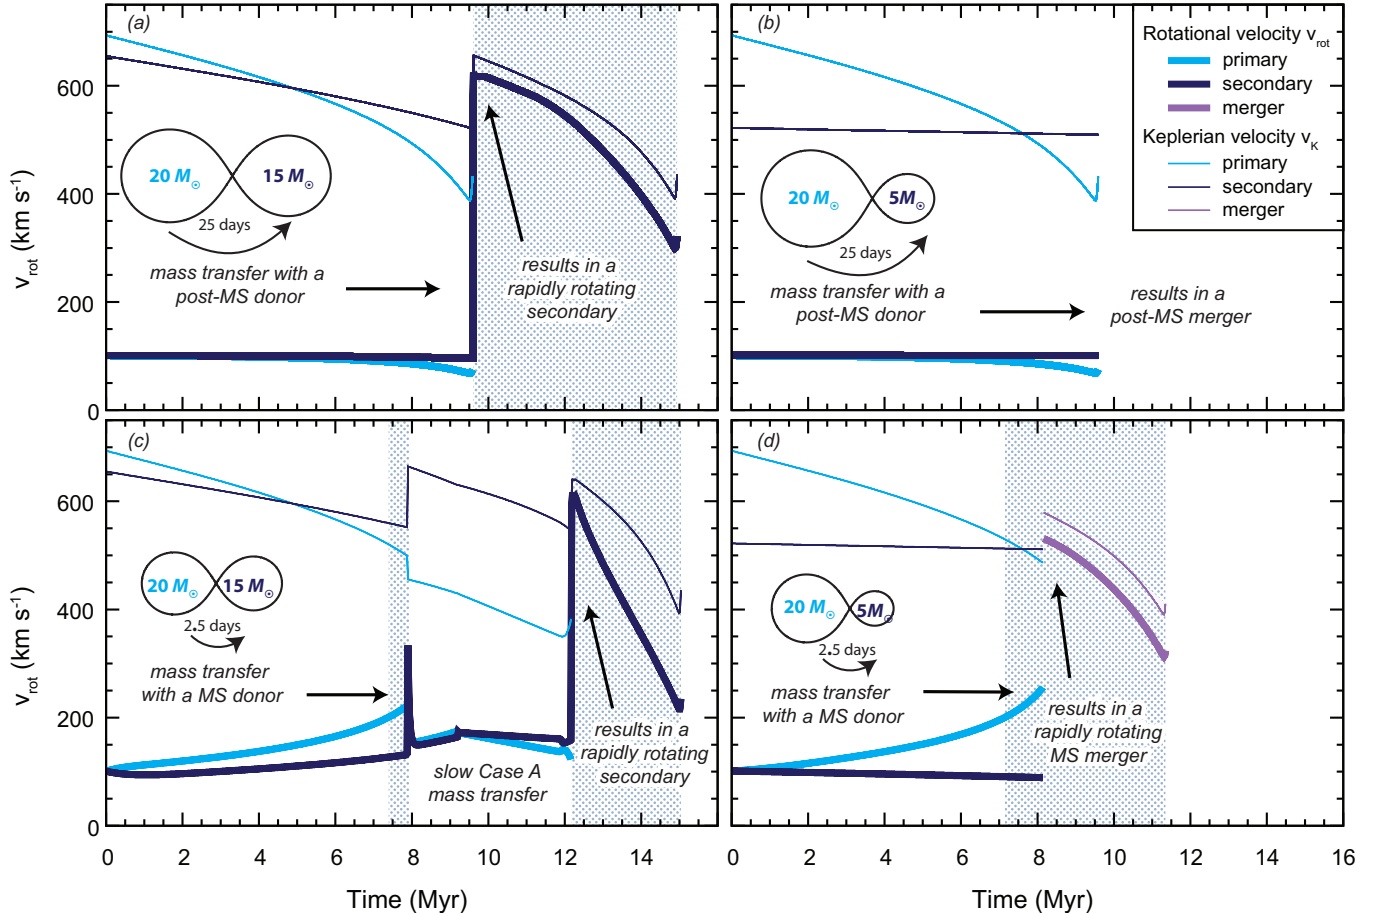 (a)
600
400
200
0
v_rot (km s⁻¹)
20 M☉
15 M☉
25 days
mass transfer with a
post-MS donor
results in a
rapidly rotating
secondary
(b)
20 M☉
5M☉
25 days
mass transfer with a
post-MS donor
results in a
post-MS merger
Rotational velocity v_rot
primary
secondary
merger
Keplerian velocity v_K
primary
secondary
merger
(c)
600
400
200
0
v_rot (km s⁻¹)
20 M☉
15 M☉
2.5 days
mass transfer
with a MS donor
slow Case A
mass transfer
results in a
rapidly rotating
secondary
0 2 4 6 8 10 12 14
Time (Myr)
(d)
20 M☉
5M☉
2.5 days
mass transfer
with a MS donor
results in a
rapidly rotating
MS merger
0 2 4 6 8 10 12 14 16
Time (Myr)